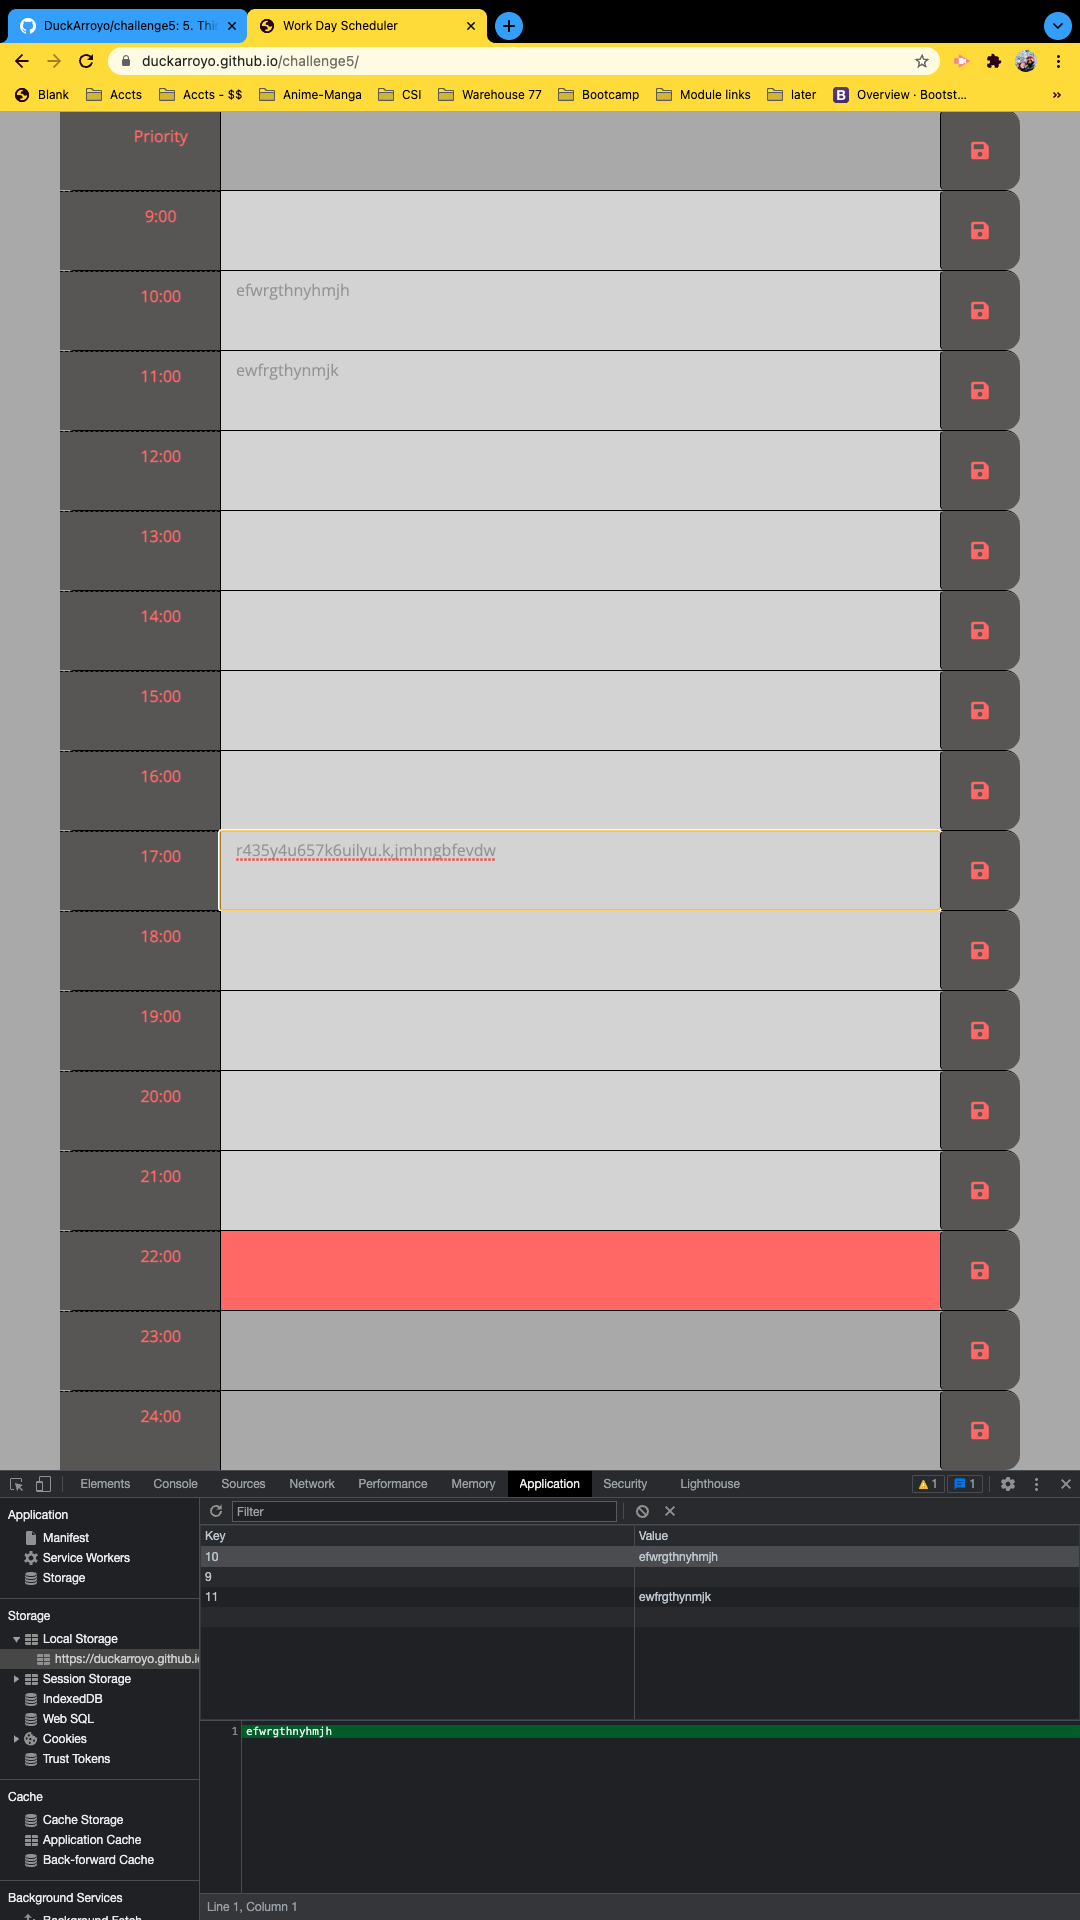 DuckArroyo/challenge5: 5. Thi
Work Day Scheduler
duckarroyo.github.io/challenge5/
Blank Accts Accts - $$ Anime-Manga CSI Warehouse 77 Bootcamp Module links later B Overview · Bootst... »
Priority
9:00
10:00 efwrgthnyhmjh
11:00 ewfrgthynmjk
12:00
13:00
14:00
15:00
16:00
17:00 r435y4u657k6uilyu.k,jmhngbfevdw
18:00
19:00
20:00
21:00
22:00
23:00
24:00
Elements Console Sources Network Performance Memory Application Security Lighthouse 1 1
Application
Manifest
Service Workers
Storage
Storage
Local Storage
https://duckarroyo.github.i
Session Storage
IndexedDB
Web SQL
Cookies
Trust Tokens
Cache
Cache Storage
Application Cache
Back-forward Cache
Background Services
Background Fetch
Filter
Key Value
10 efwrgthnyhmjh
9
11 ewfrgthynmjk
1 efwrgthnyhmjh
Line 1, Column 1